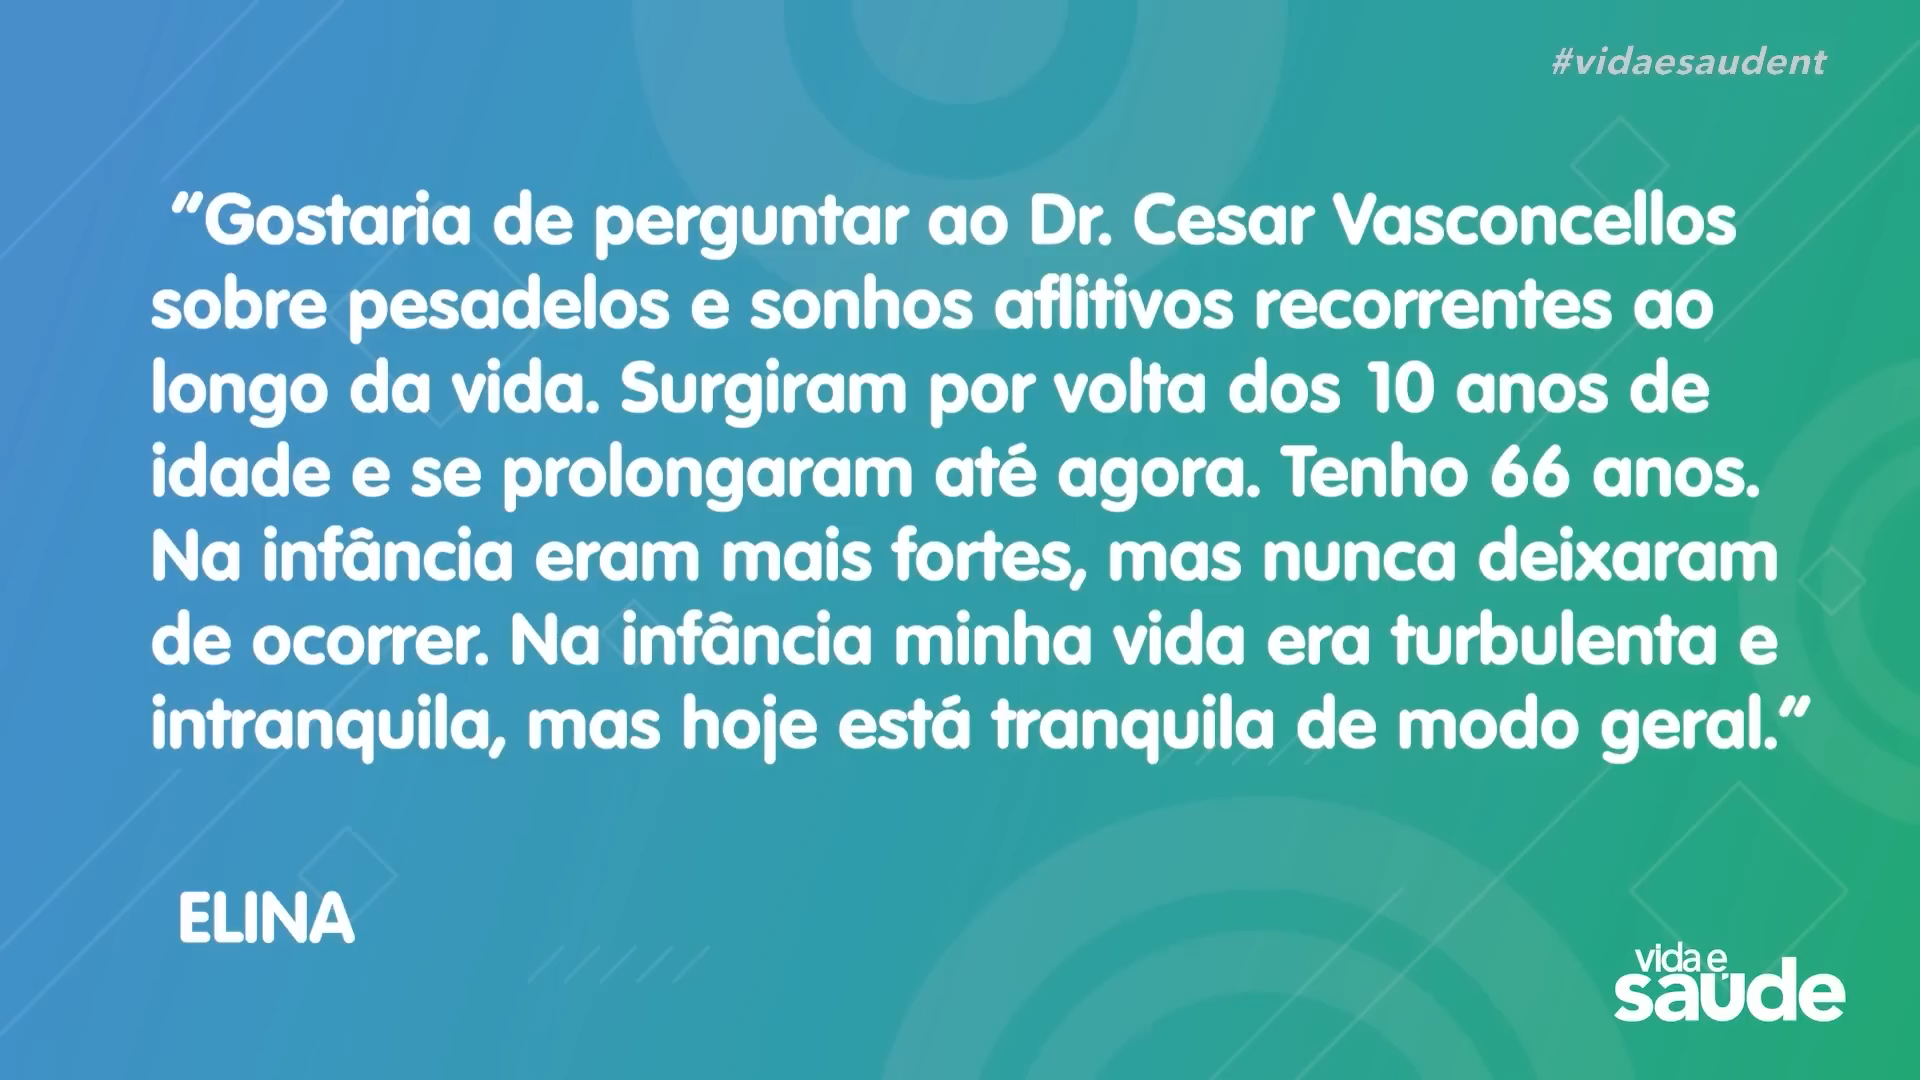 #vidaesaudent
“Gostaria de perguntar ao Dr. Cesar Vasconcellos
sobre pesadelos e sonhos aflitivos recorrentes ao
longo da vida. Surgiram por volta dos 10 anos de
idade e se prolongaram até agora. Tenho 66 anos.
Na infância eram mais fortes, mas nunca deixaram
de ocorrer. Na infância minha vida era turbulenta e
intranquila, mas hoje está tranquila de modo geral.”
ELINA
vida e
saúde